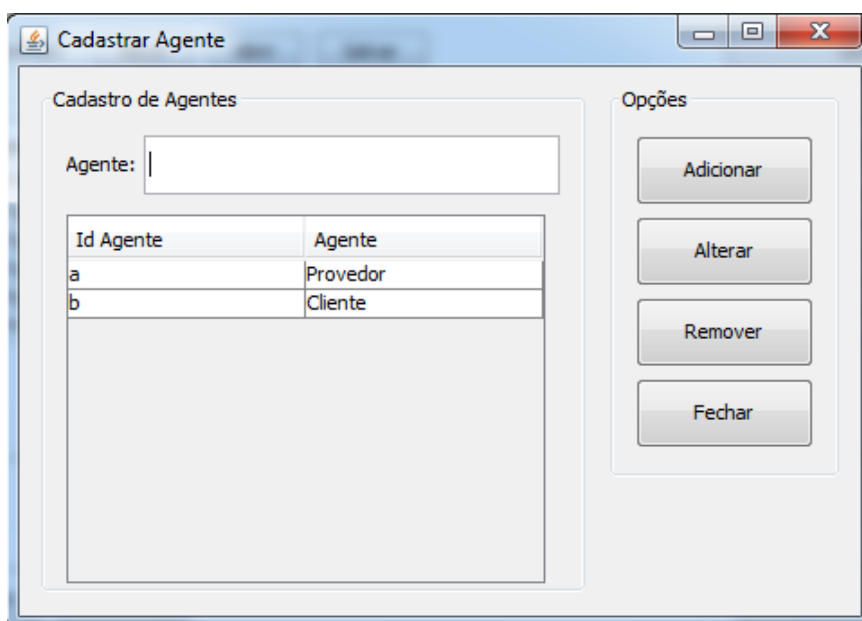 Cadastrar Agente
Cadastro de Agentes
Agente:
Id Agente Agente
a Provedor
b Cliente
Opções
Adicionar
Alterar
Remover
Fechar